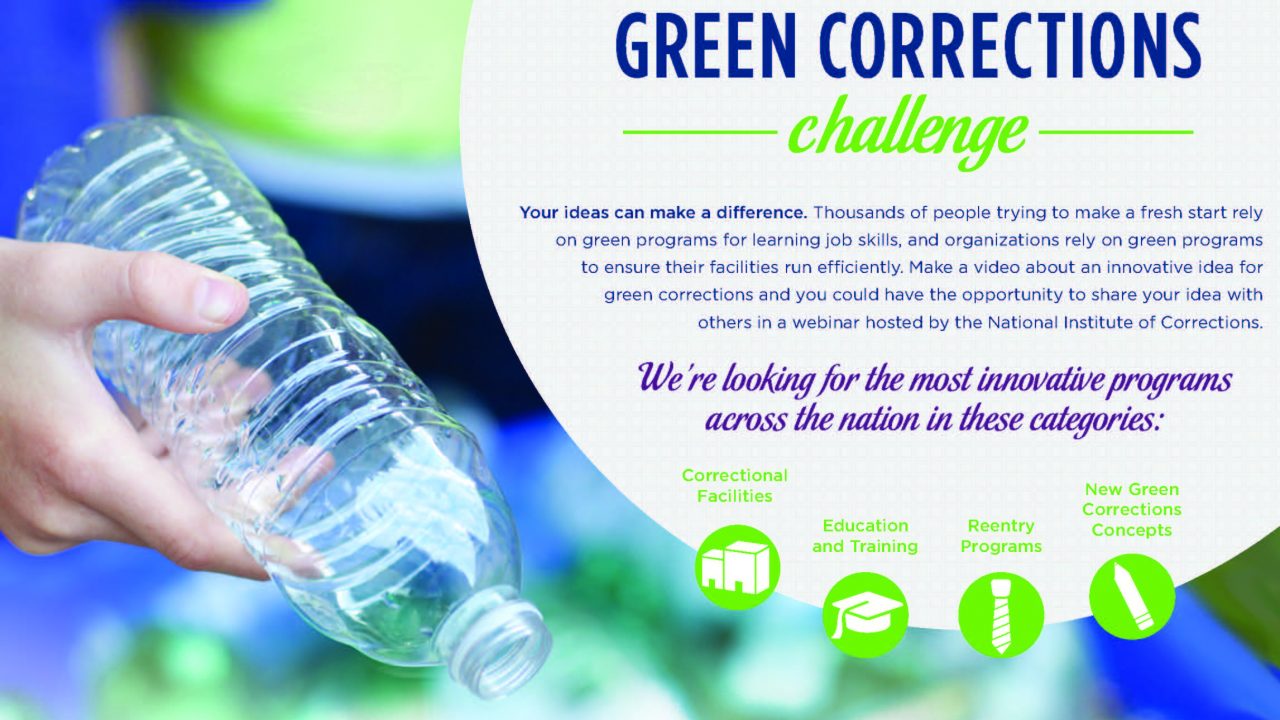 GREEN CORRECTIONS
challenge
Your ideas can make a difference. Thousands of people trying to make a fresh start rely
on green programs for learning job skills, and organizations rely on green programs
to ensure their facilities run efficiently. Make a video about an innovative idea for
green corrections and you could have the opportunity to share your idea with
others in a webinar hosted by the National Institute of Corrections.
We're looking for the most innovative programs
across the nation in these categories:
Correctional
Facilities
Education
and Training
Reentry
Programs
New Green
Corrections
Concepts